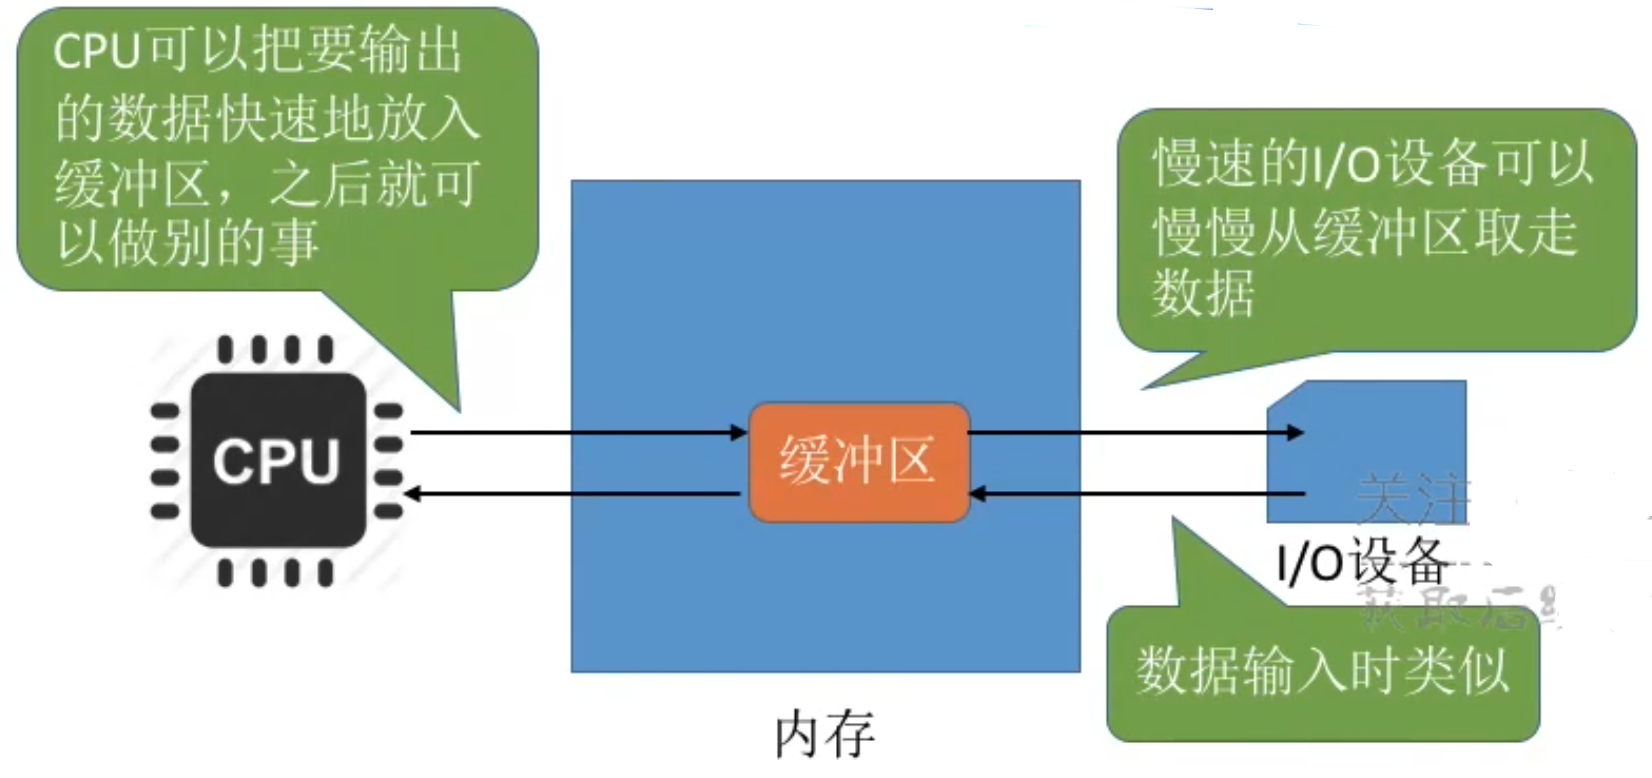 CPU可以把要输出
的数据快速地放入
缓冲区，之后就可
以做别的事
慢速的I/O设备可以
慢慢从缓冲区取走
数据
CPU
缓冲区
关注
I/O设备
获取后
数据输入时类似
内存